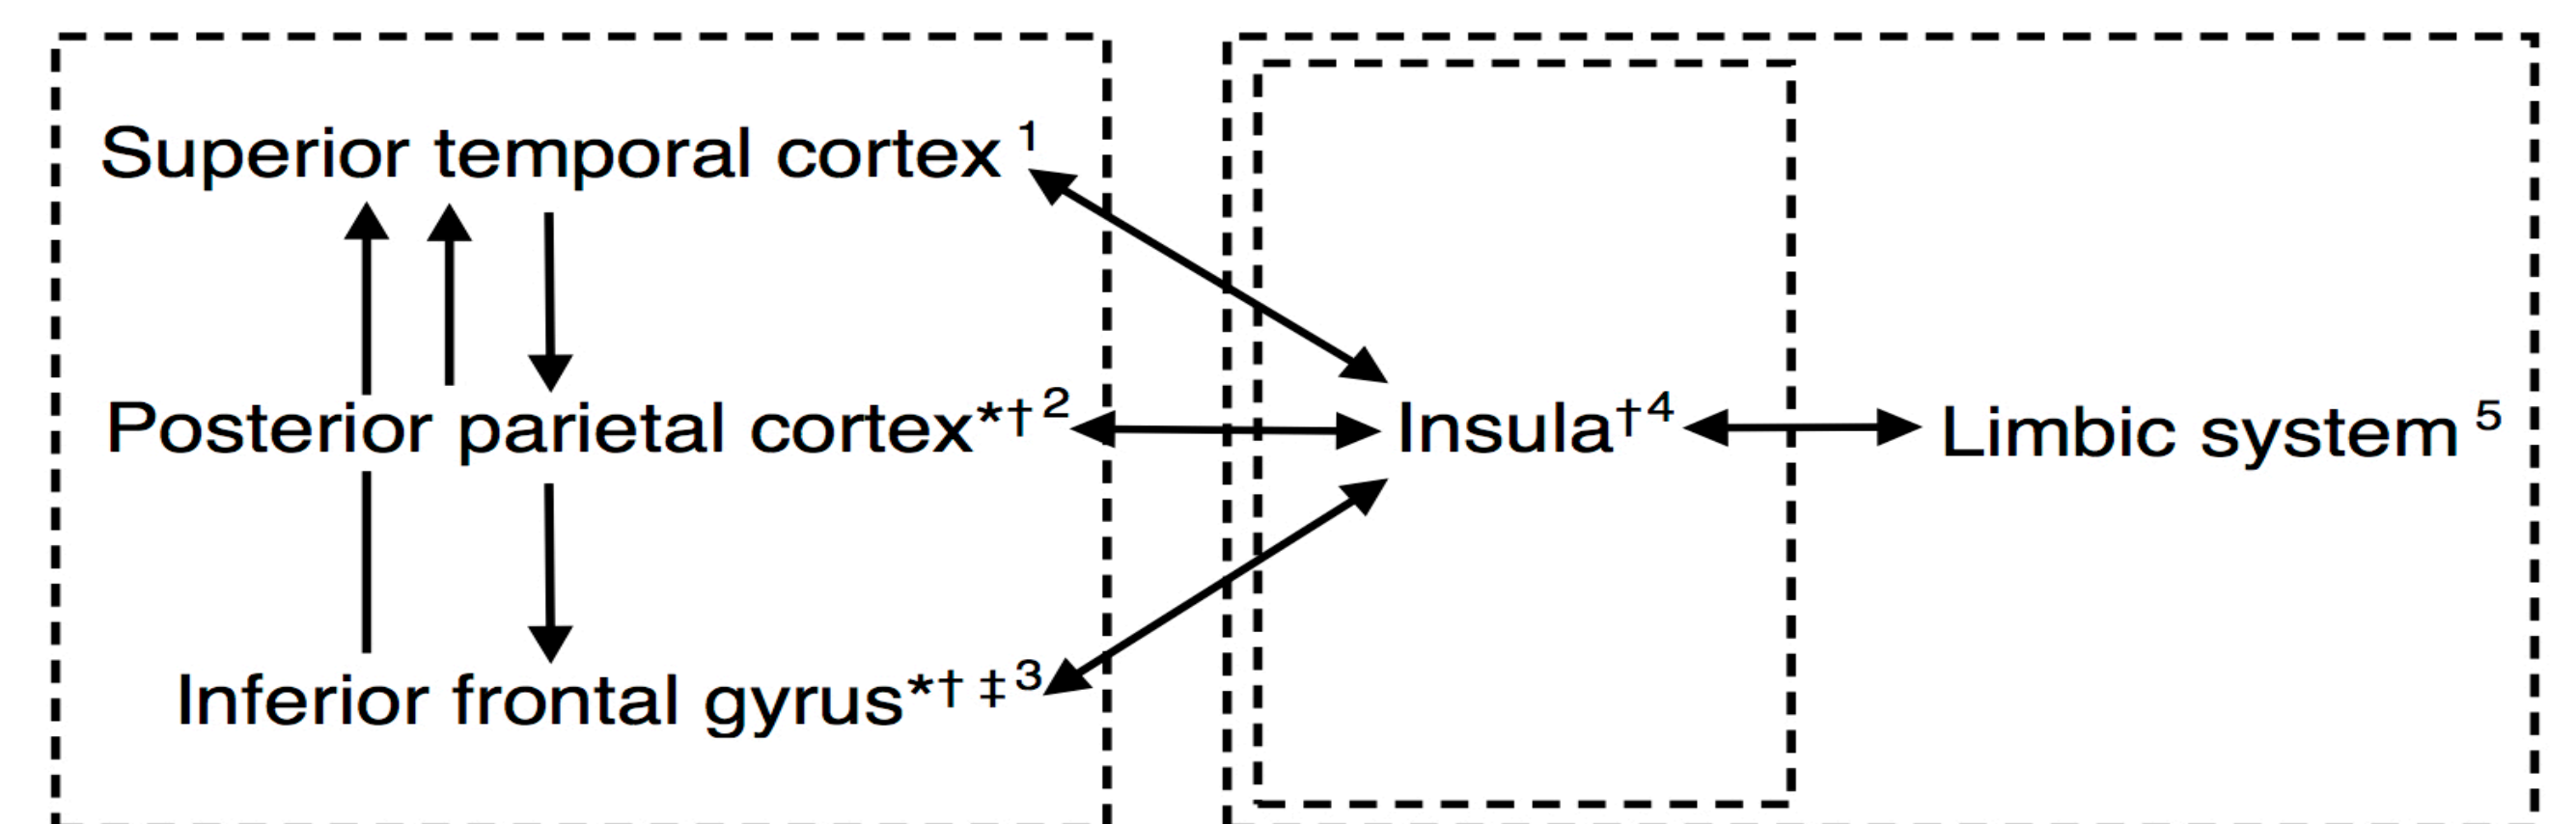 Superior temporal cortex ¹
Posterior parietal cortex*† ²
Insula†⁴
Limbic system ⁵
Inferior frontal gyrus*† ‡ ³